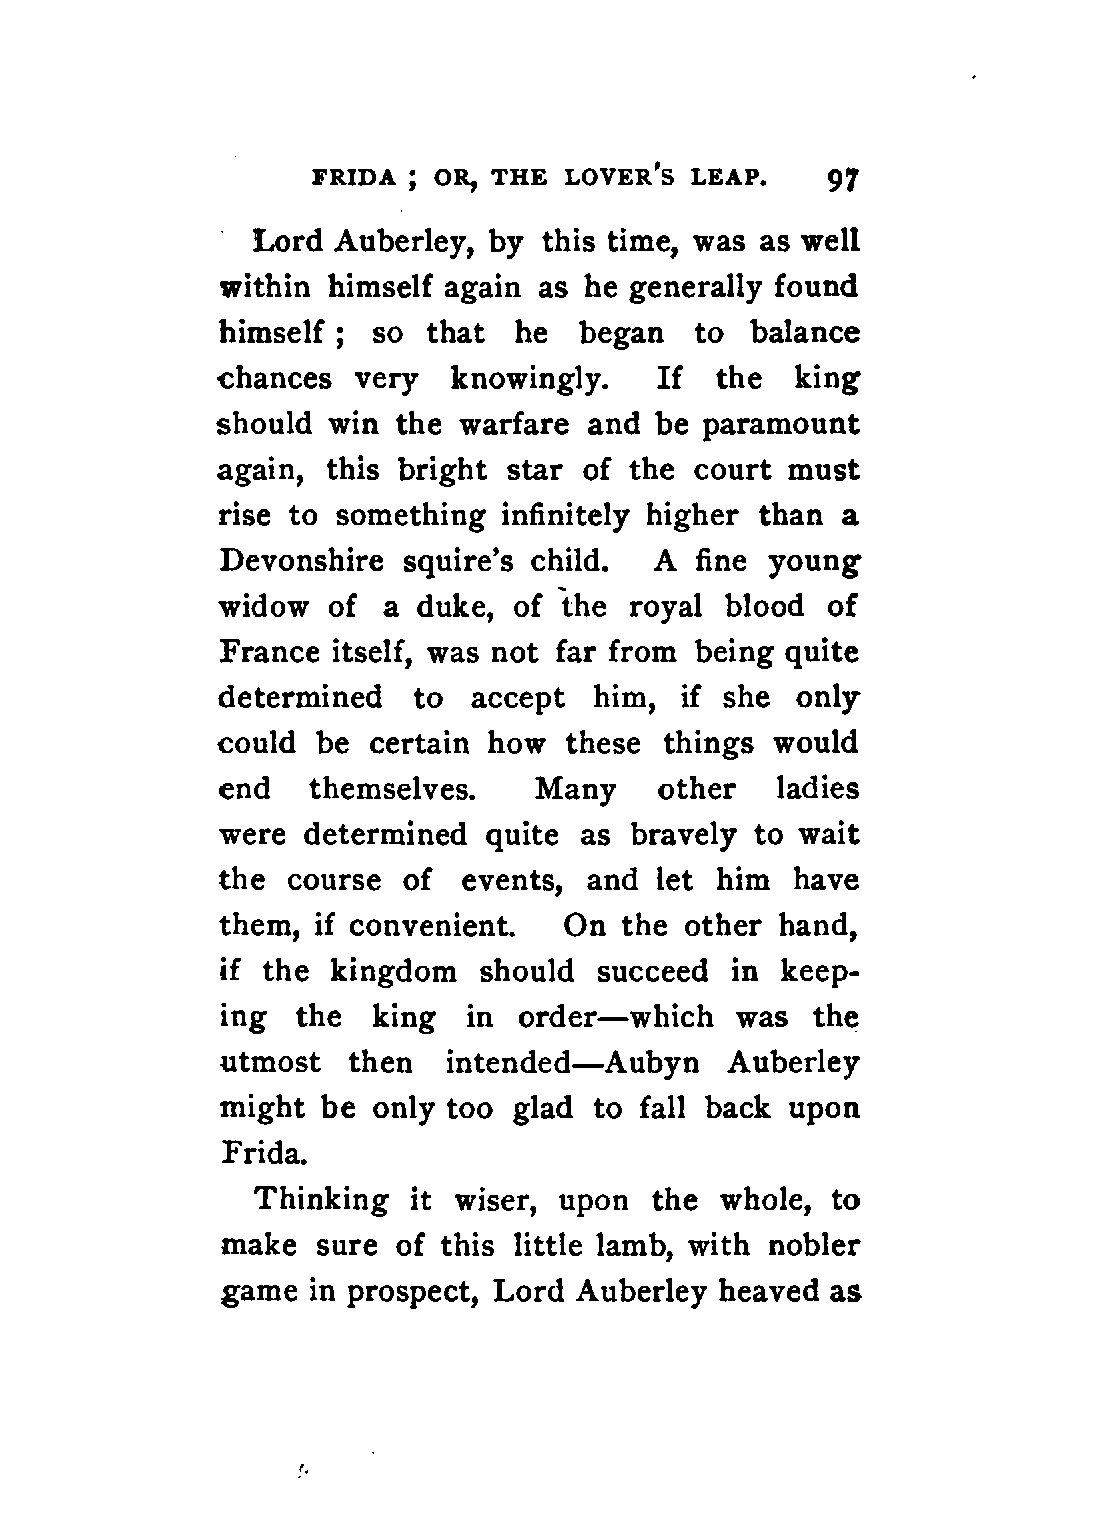 FRIDA ; OR, THE LOVER'S LEAP. 97
Lord Auberley, by this time, was as well
within himself again as he generally found
himself ; so that he began to balance
chances very knowingly. If the king
should win the warfare and be paramount
again, this bright star of the court must
rise to something infinitely higher than a
Devonshire squire's child. A fine young
widow of a duke, of the royal blood of
France itself, was not far from being quite
determined to accept him, if she only
could be certain how these things would
end themselves. Many other ladies
were determined quite as bravely to wait
the course of events, and let him have
them, if convenient. On the other hand,
if the kingdom should succeed in keep-
ing the king in order—which was the
utmost then intended—Aubyn Auberley
might be only too glad to fall back upon
Frida.
Thinking it wiser, upon the whole, to
make sure of this little lamb, with nobler
game in prospect, Lord Auberley heaved as